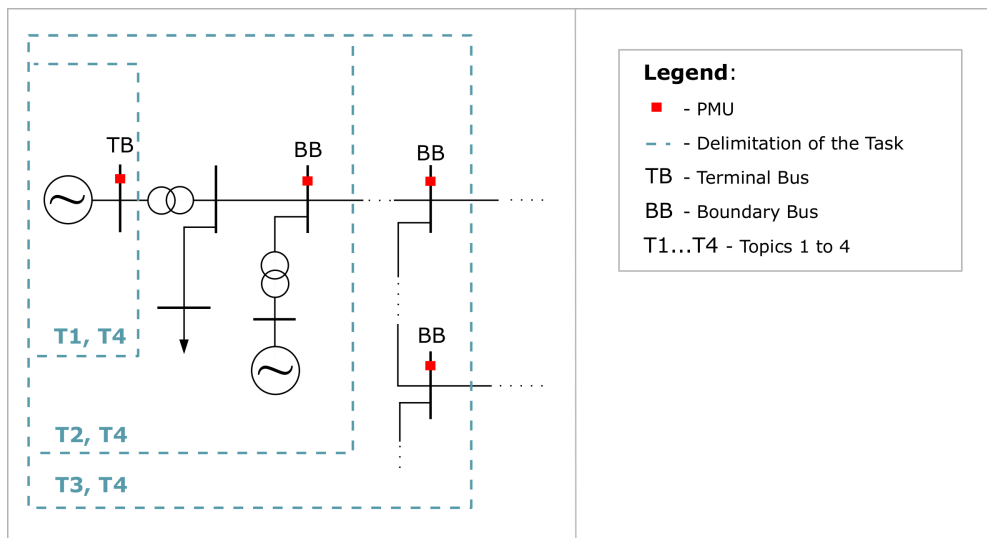 TB
BB
BB
BB
T1, T4
T2, T4
T3, T4
Legend:
- PMU
- Delimitation of the Task
TB - Terminal Bus
BB - Boundary Bus
T1...T4 - Topics 1 to 4